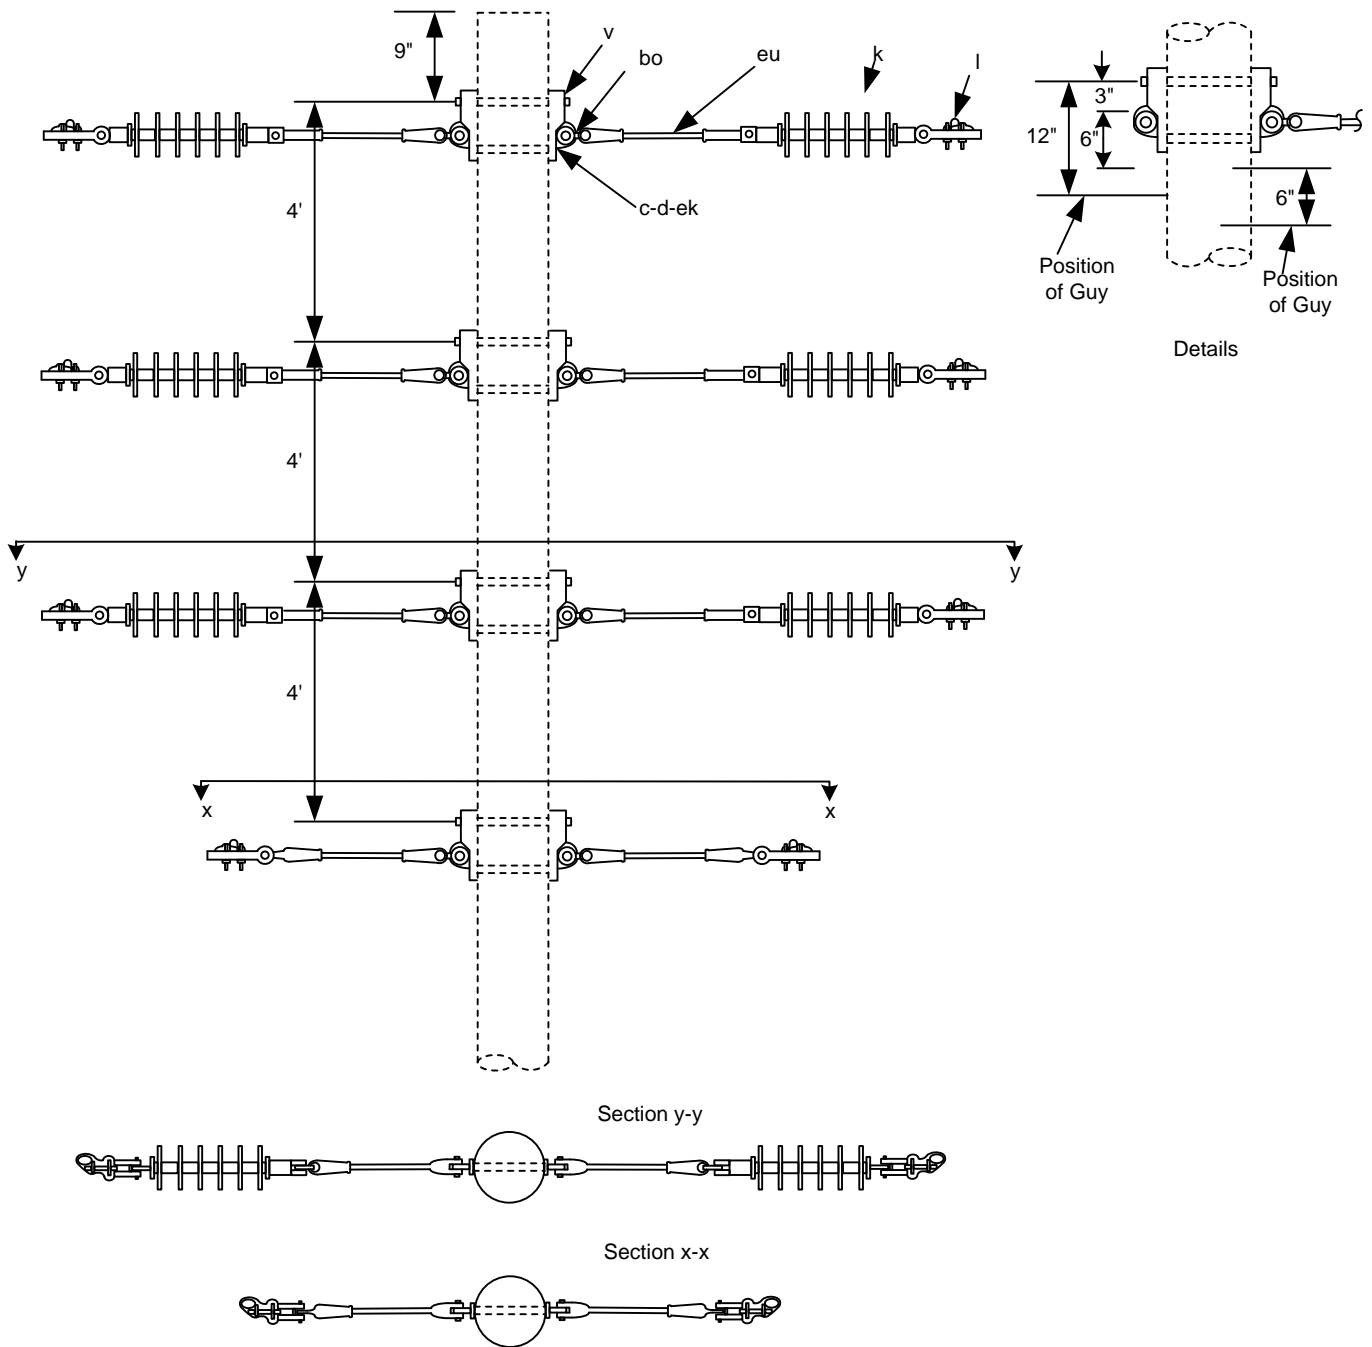 9"
v
bo
eu
k
l
c-d-ek
4'
3"
12"
6"
6"
Position
of Guy
Position
of Guy
Details
4'
y
y
4'
x
x
Section y-y
Section x-x